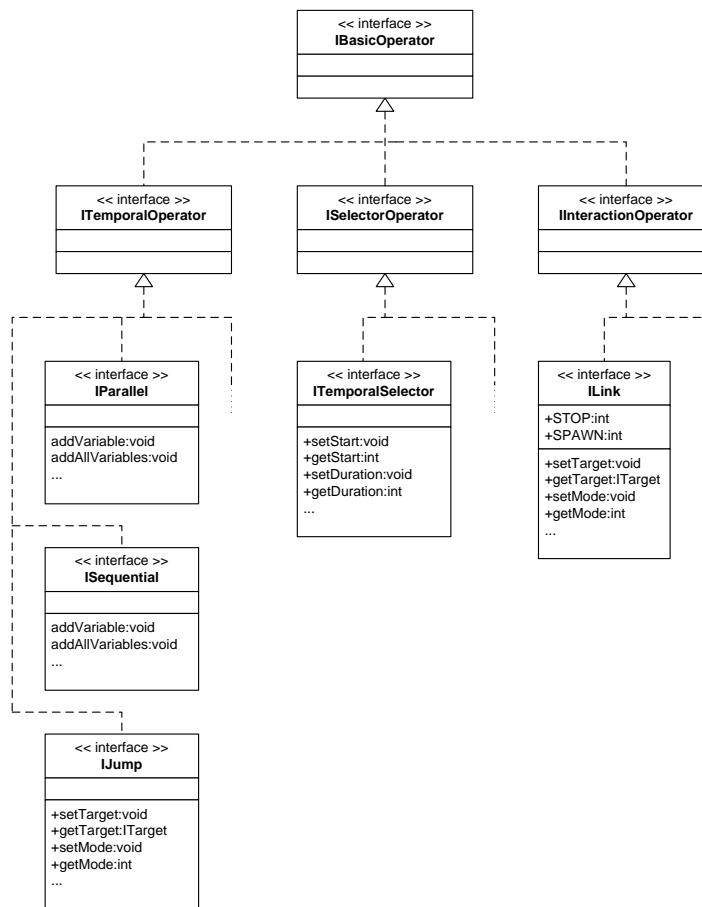 << interface >>
IBasicOperator
<< interface >>
ITemporalOperator
<< interface >>
ISelectorOperator
<< interface >>
IInteractionOperator
<< interface >>
IParallel
addVariable:void
addAllVariables:void
...
<< interface >>
ITemporalSelector
+setStart:void
+getStart:int
+setDuration:void
+getDuration:int
...
<< interface >>
ILink
+STOP:int
+SPAWN:int
+setTarget:void
+getTarget:ITarget
+setMode:void
+getMode:int
...
<< interface >>
ISequential
addVariable:void
addAllVariables:void
...
<< interface >>
IJump
+setTarget:void
+getTarget:ITarget
+setMode:void
+getMode:int
...